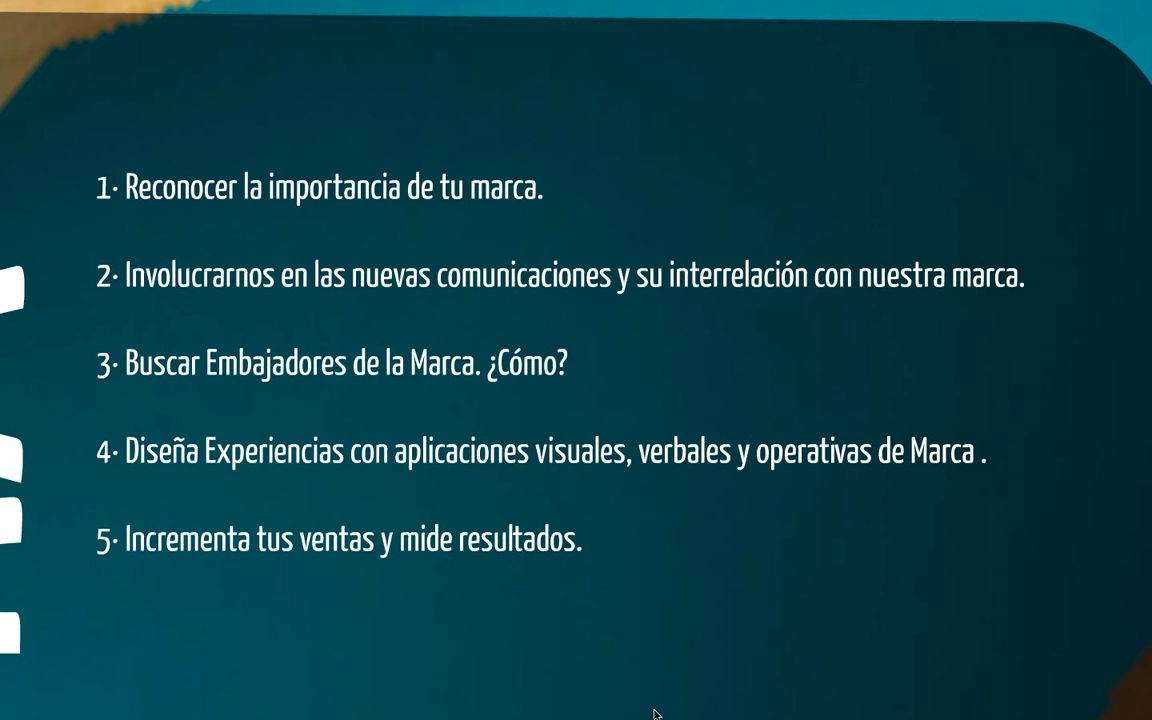 1· Reconocer la importancia de tu marca.
2· Involucrarnos en las nuevas comunicaciones y su interrelación con nuestra marca.
3· Buscar Embajadores de la Marca. ¿Cómo?
4· Diseña Experiencias con aplicaciones visuales, verbales y operativas de Marca .
5· Incrementa tus ventas y mide resultados.